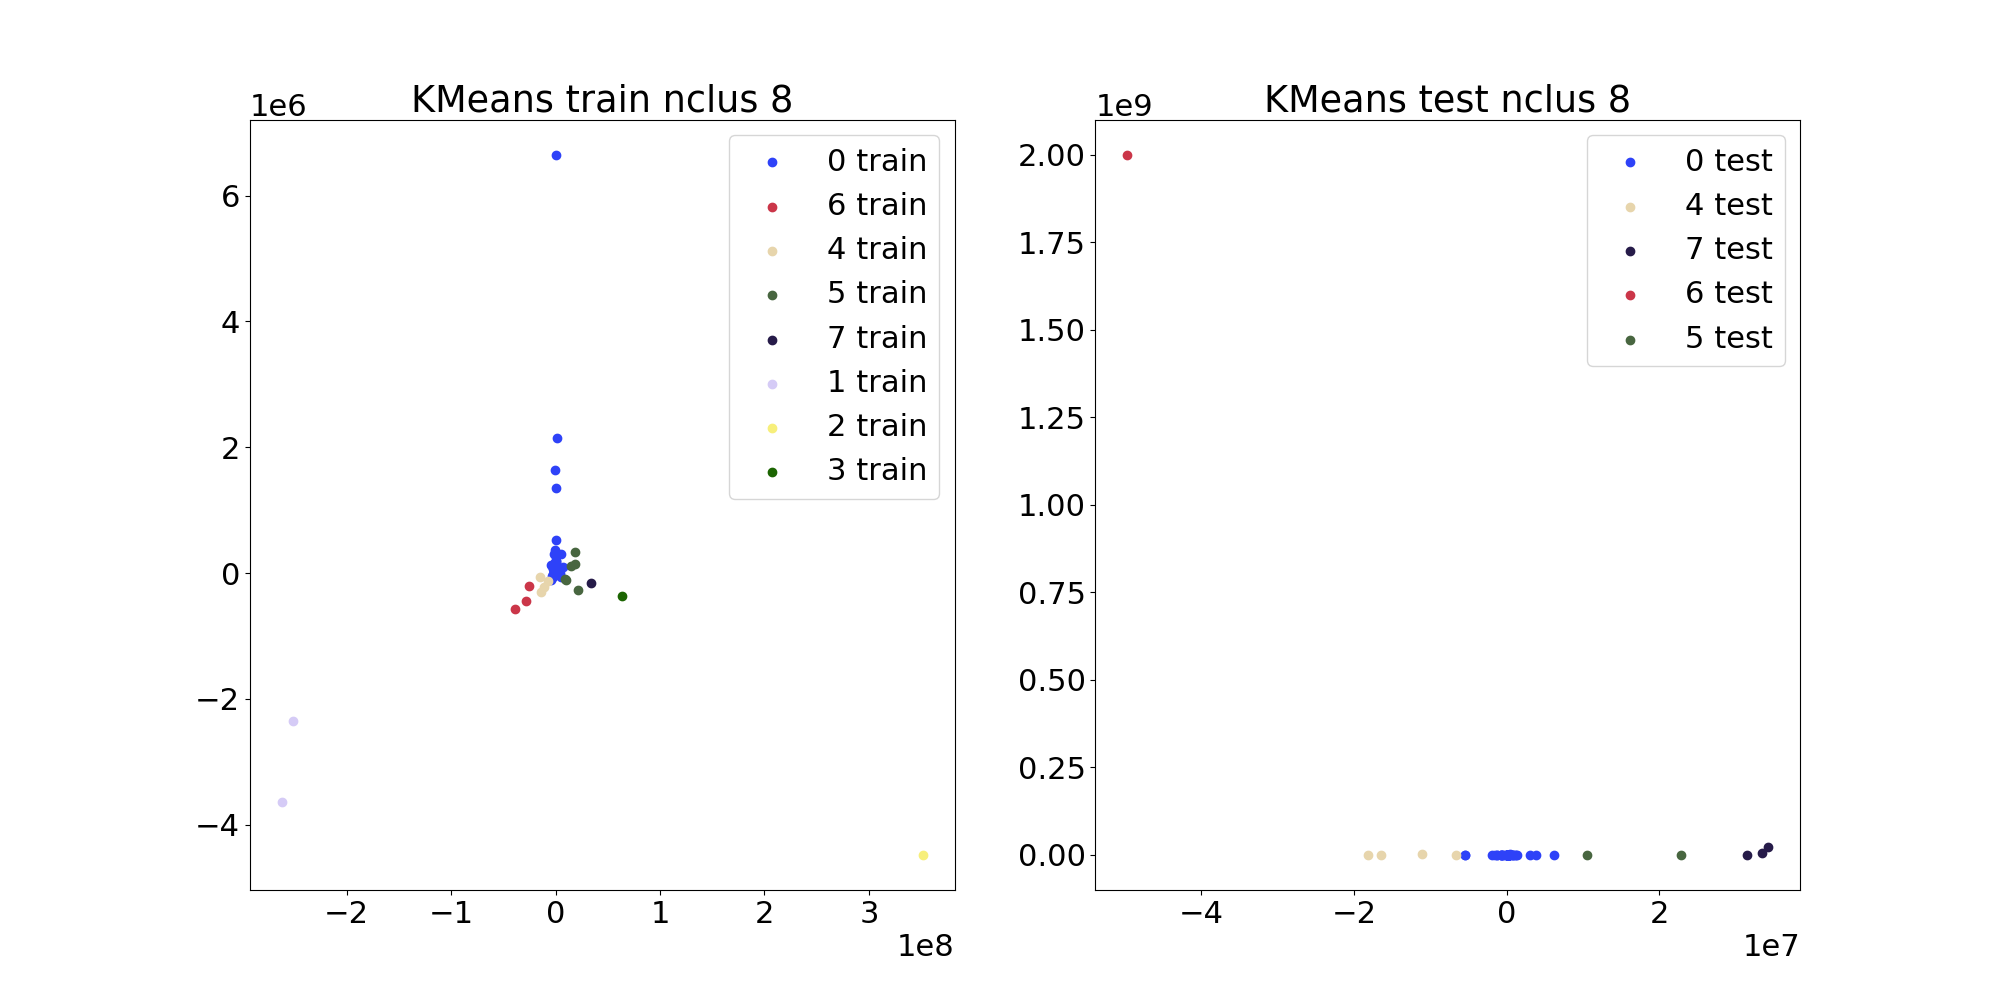 KMeans train nclus 8
1e6
6
4
2
0
−2
−4
−2
−1
0
1
2
3
1e8
0 train
6 train
4 train
5 train
7 train
1 train
2 train
3 train
KMeans test nclus 8
1e9
2.00
1.75
1.50
1.25
1.00
0.75
0.50
0.25
0.00
−4
−2
0
2
1e7
0 test
4 test
7 test
6 test
5 test